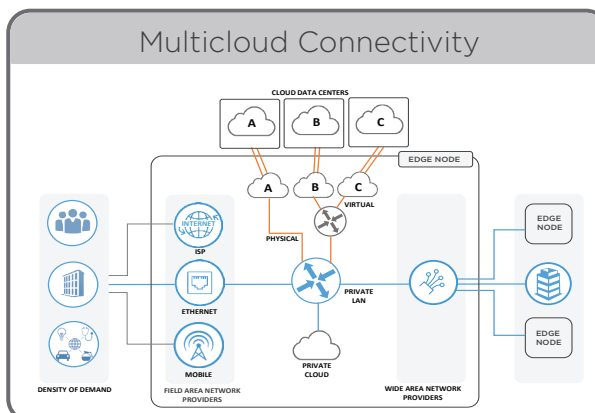 Multicloud Connectivity
CLOUD DATA CENTERS
A
B
C
EDGE NODE
A
B
C
VIRTUAL
INTERNET
ISP
PHYSICAL
EDGE
NODE
ETHERNET
PRIVATE
LAN
MOBILE
PRIVATE
CLOUD
EDGE
NODE
DENSITY OF DEMAND
FIELD AREA NETWORK
PROVIDERS
WIDE AREA NETWORK
PROVIDERS